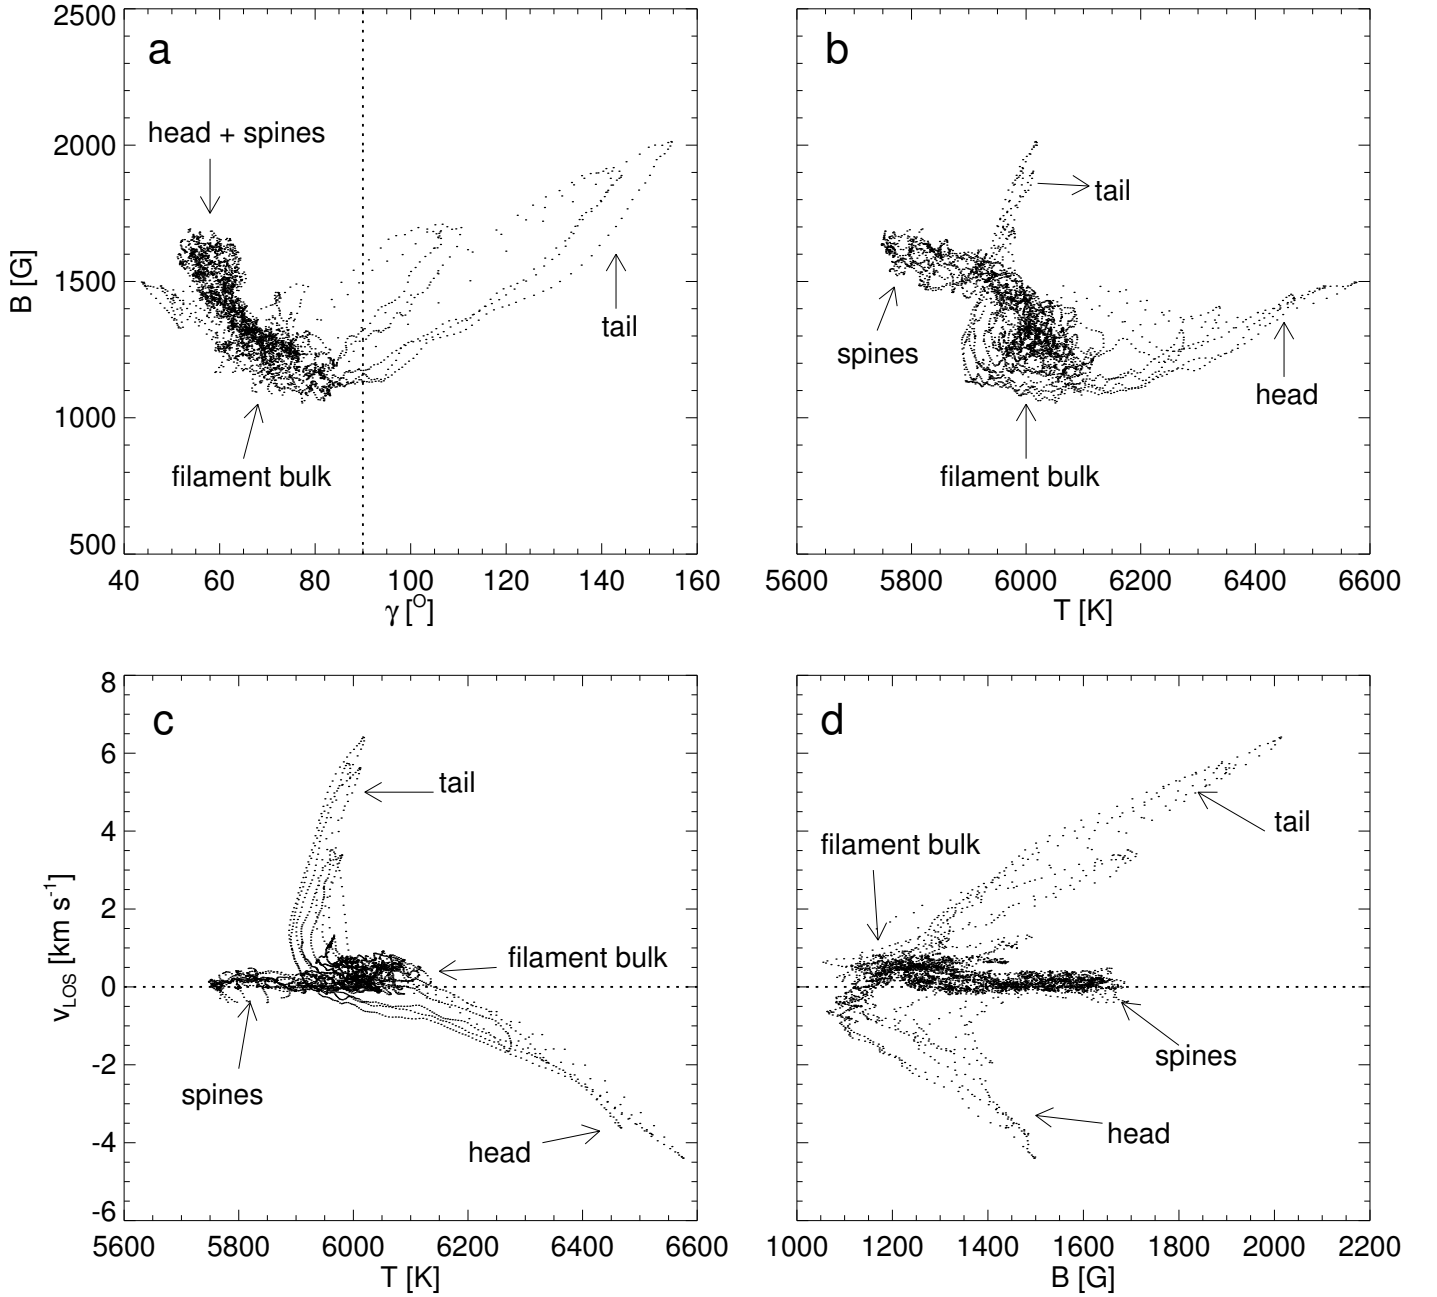 a
2500
2000
1500
1000
500
B [G]
head + spines
tail
filament bulk
40 60 80 100 120 140 160
γ [O]
b
tail
spines
head
filament bulk
5600 5800 6000 6200 6400 6600
T [K]
c
8
6
4
2
0
-2
-4
-6
vLOS [km s-1]
tail
filament bulk
spines
head
5600 5800 6000 6200 6400 6600
T [K]
d
filament bulk
tail
spines
head
1000 1200 1400 1600 1800 2000 2200
B [G]